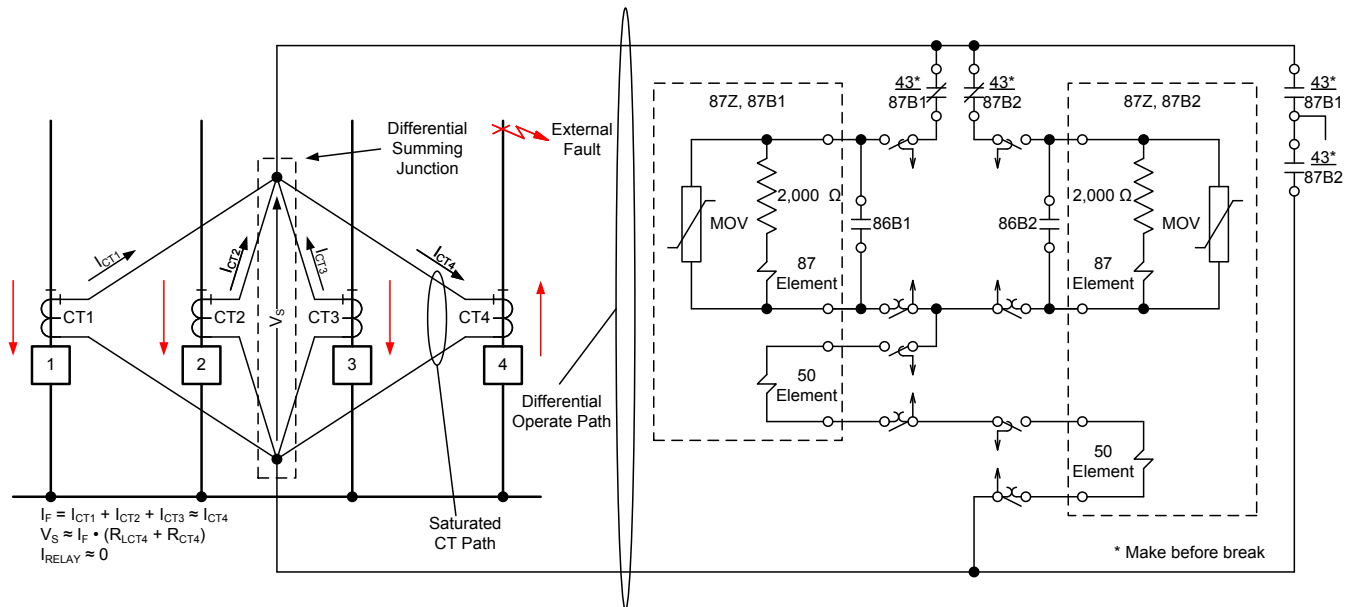 Differential
Summing
Junction
External
Fault
I_CT1
I_CT2
I_CT3
I_CT4
V_S
CT1
CT2
CT3
CT4
1
2
3
4
Differential
Operate Path
Saturated
CT Path
I_F = I_CT1 + I_CT2 + I_CT3 ≈ I_CT4
V_S ≈ I_F • (R_LCT4 + R_CT4)
I_RELAY ≈ 0
87Z, 87B1
43*
87B1
43*
87B2
87Z, 87B2
43*
87B1
43*
87B2
MOV
2,000 Ω
86B1
86B2
2,000 Ω
MOV
87
Element
87
Element
50
Element
50
Element
* Make before break